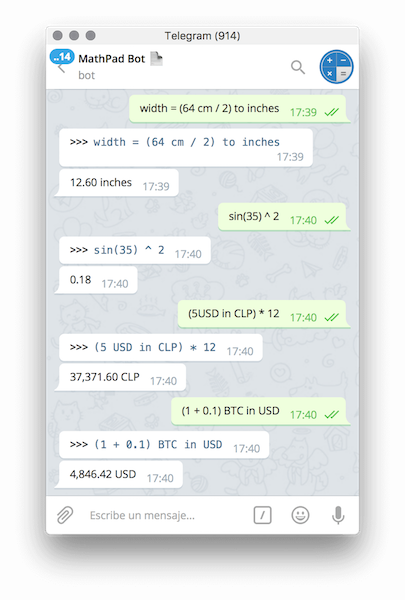 Telegram (914)
..14
MathPad Bot
bot
width = (64 cm / 2) to inches 17:39
>>> width = (64 cm / 2) to inches
17:39
12.60 inches 17:39
sin(35) ^ 2 17:40
>>> sin(35) ^ 2 17:40
0.18 17:40
(5USD in CLP) * 12 17:40
>>> (5 USD in CLP) * 12 17:40
37,371.60 CLP 17:40
(1 + 0.1) BTC in USD 17:40
>>> (1 + 0.1) BTC in USD 17:40
4,846.42 USD 17:40
Escribe un mensaje...